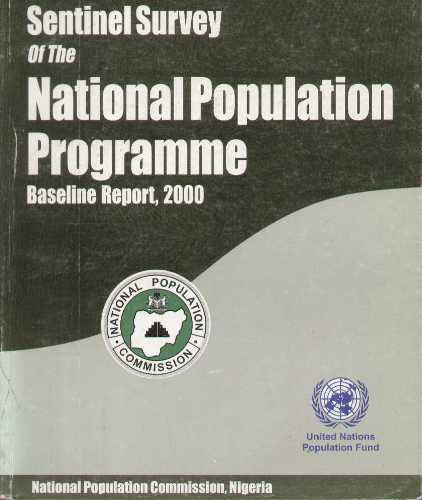 Sentinel Survey
Of The
National Population
Programme
Baseline Report, 2000
NATIONAL POPULATION
COMMISSION
United Nations
Population Fund
National Population Commission, Nigeria